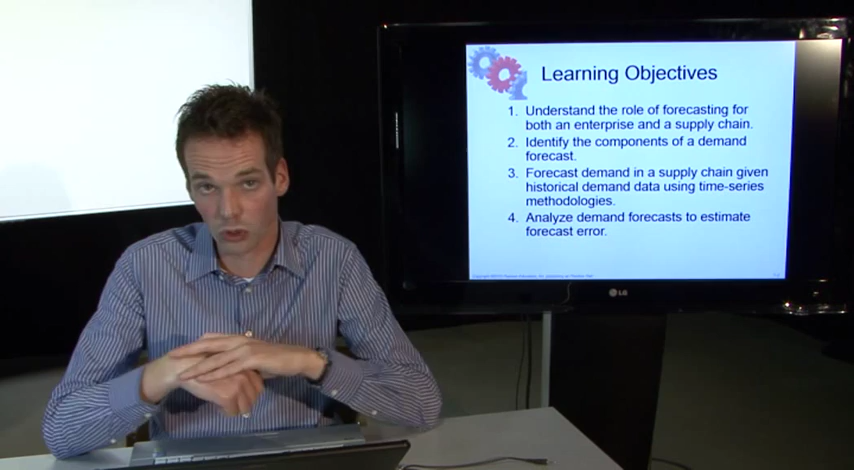 Learning Objectives
1. Understand the role of forecasting for
both an enterprise and a supply chain.
2. Identify the components of a demand
forecast.
3. Forecast demand in a supply chain given
historical demand data using time-series
methodologies.
4. Analyze demand forecasts to estimate
forecast error.
LG